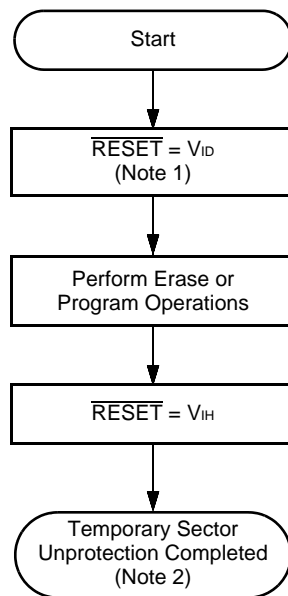 Start
RESET = VID
(Note 1)
Perform Erase or
Program Operations
RESET = VIH
Temporary Sector
Unprotection Completed
(Note 2)